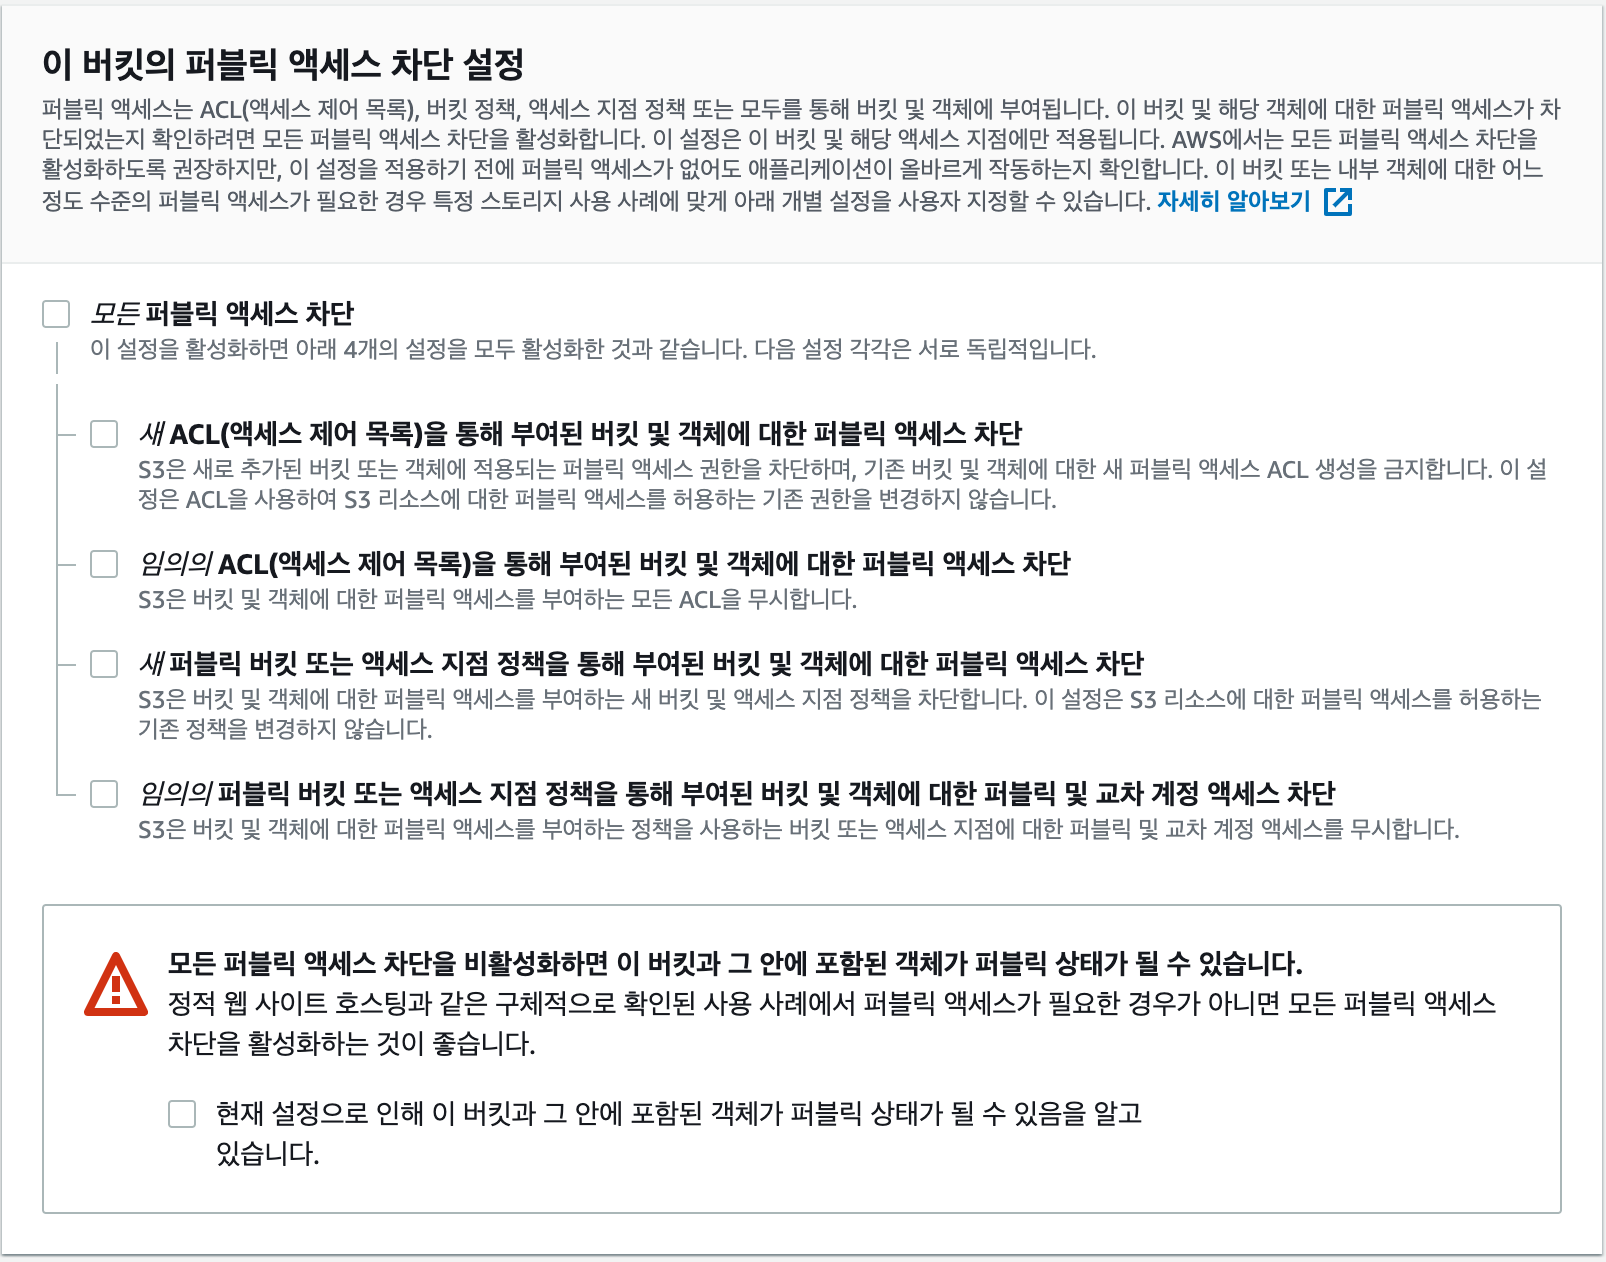 이 버킷의 퍼블릭 액세스 차단 설정
퍼블릭 액세스는 ACL(액세스 제어 목록), 버킷 정책, 액세스 지점 정책 또는 모두를 통해 버킷 및 객체에 부여됩니다. 이 버킷 및 해당 객체에 대한 퍼블릭 액세스가 차
단되었는지 확인하려면 모든 퍼블릭 액세스 차단을 활성화합니다. 이 설정은 이 버킷 및 해당 액세스 지점에만 적용됩니다. AWS에서는 모든 퍼블릭 액세스 차단을
활성화하도록 권장하지만, 이 설정을 적용하기 전에 퍼블릭 액세스가 없어도 애플리케이션이 올바르게 작동하는지 확인합니다. 이 버킷 또는 내부 객체에 대한 어느
정도 수준의 퍼블릭 액세스가 필요한 경우 특정 스토리지 사용 사례에 맞게 아래 개별 설정을 사용자 지정할 수 있습니다. 자세히 알아보기
모든 퍼블릭 액세스 차단
이 설정을 활성화하면 아래 4개의 설정을 모두 활성화한 것과 같습니다. 다음 설정 각각은 서로 독립적입니다.
새 ACL(액세스 제어 목록)을 통해 부여된 버킷 및 객체에 대한 퍼블릭 액세스 차단
S3은 새로 추가된 버킷 또는 객체에 적용되는 퍼블릭 액세스 권한을 차단하며, 기존 버킷 및 객체에 대한 새 퍼블릭 액세스 ACL 생성을 금지합니다. 이 설
정은 ACL을 사용하여 S3 리소스에 대한 퍼블릭 액세스를 허용하는 기존 권한을 변경하지 않습니다.
임의의 ACL(액세스 제어 목록)을 통해 부여된 버킷 및 객체에 대한 퍼블릭 액세스 차단
S3은 버킷 및 객체에 대한 퍼블릭 액세스를 부여하는 모든 ACL을 무시합니다.
새 퍼블릭 버킷 또는 액세스 지점 정책을 통해 부여된 버킷 및 객체에 대한 퍼블릭 액세스 차단
S3은 버킷 및 객체에 대한 퍼블릭 액세스를 부여하는 새 버킷 및 액세스 지점 정책을 차단합니다. 이 설정은 S3 리소스에 대한 퍼블릭 액세스를 허용하는
기존 정책을 변경하지 않습니다.
임의의 퍼블릭 버킷 또는 액세스 지점 정책을 통해 부여된 버킷 및 객체에 대한 퍼블릭 및 교차 계정 액세스 차단
S3은 버킷 및 객체에 대한 퍼블릭 액세스를 부여하는 정책을 사용하는 버킷 또는 액세스 지점에 대한 퍼블릭 및 교차 계정 액세스를 무시합니다.
모든 퍼블릭 액세스 차단을 비활성화하면 이 버킷과 그 안에 포함된 객체가 퍼블릭 상태가 될 수 있습니다.
정적 웹 사이트 호스팅과 같은 구체적으로 확인된 사용 사례에서 퍼블릭 액세스가 필요한 경우가 아니면 모든 퍼블릭 액세스
차단을 활성화하는 것이 좋습니다.
현재 설정으로 인해 이 버킷과 그 안에 포함된 객체가 퍼블릭 상태가 될 수 있음을 알고
있습니다.